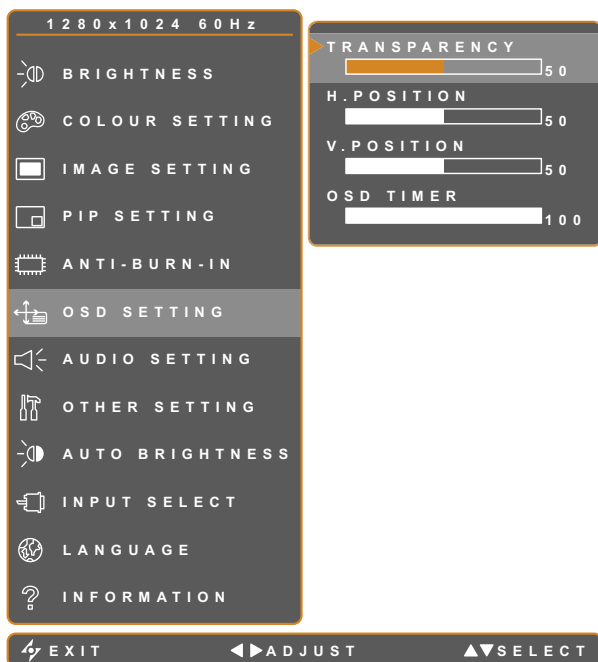 1280x1024 60Hz
BRIGHTNESS
COLOUR SETTING
IMAGE SETTING
PIP SETTING
ANTI-BURN-IN
OSD SETTING
AUDIO SETTING
OTHER SETTING
AUTO BRIGHTNESS
INPUT SELECT
LANGUAGE
INFORMATION
TRANSPARENCY
50
H.POSITION
50
V.POSITION
50
OSD TIMER
100
EXIT ADJUST SELECT